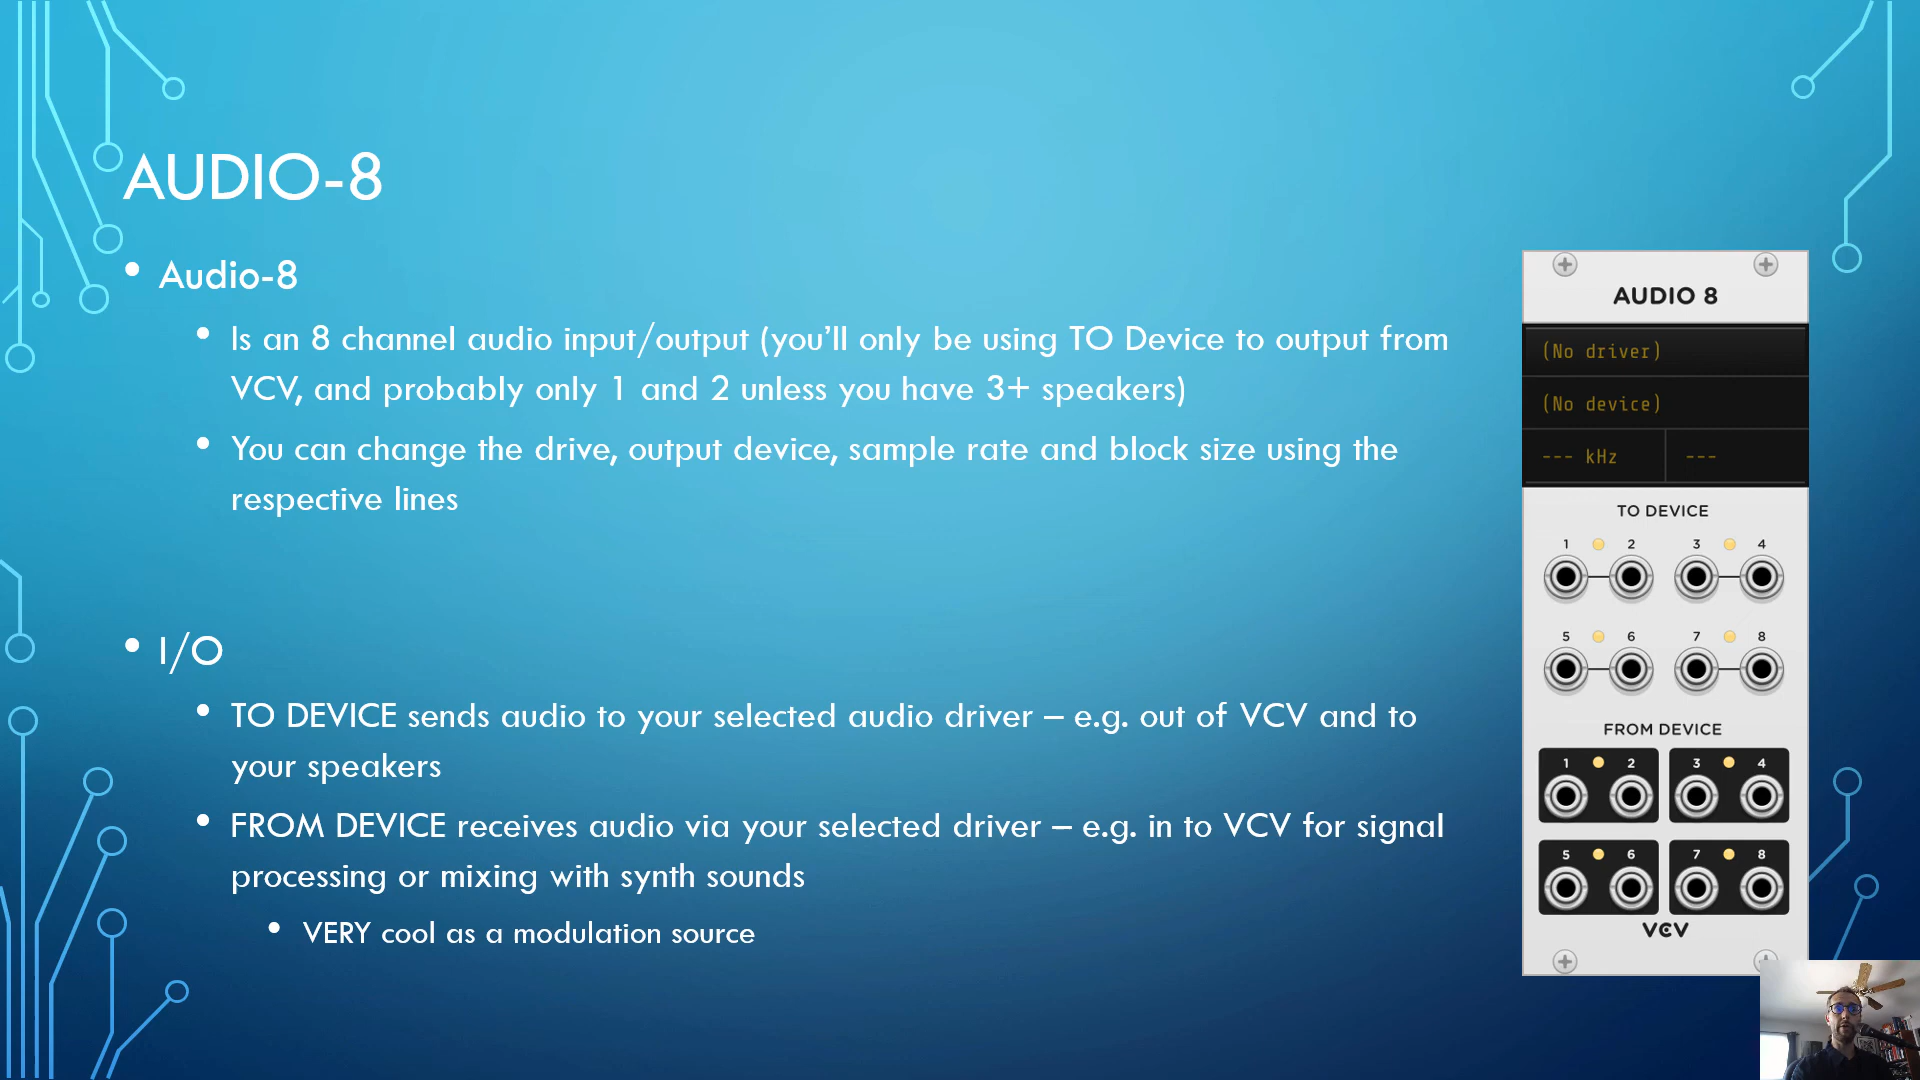 AUDIO-8
• Audio-8
• Is an 8 channel audio input/output (you’ll only be using TO Device to output from
VCV, and probably only 1 and 2 unless you have 3+ speakers)
• You can change the drive, output device, sample rate and block size using the
respective lines
• I/O
• TO DEVICE sends audio to your selected audio driver – e.g. out of VCV and to
your speakers
• FROM DEVICE receives audio via your selected driver – e.g. in to VCV for signal
processing or mixing with synth sounds
• VERY cool as a modulation source
AUDIO 8
(No driver)
(No device)
--- kHz ---
TO DEVICE
1 2 3 4
5 6 7 8
FROM DEVICE
1 2 3 4
5 6 7 8
VCV